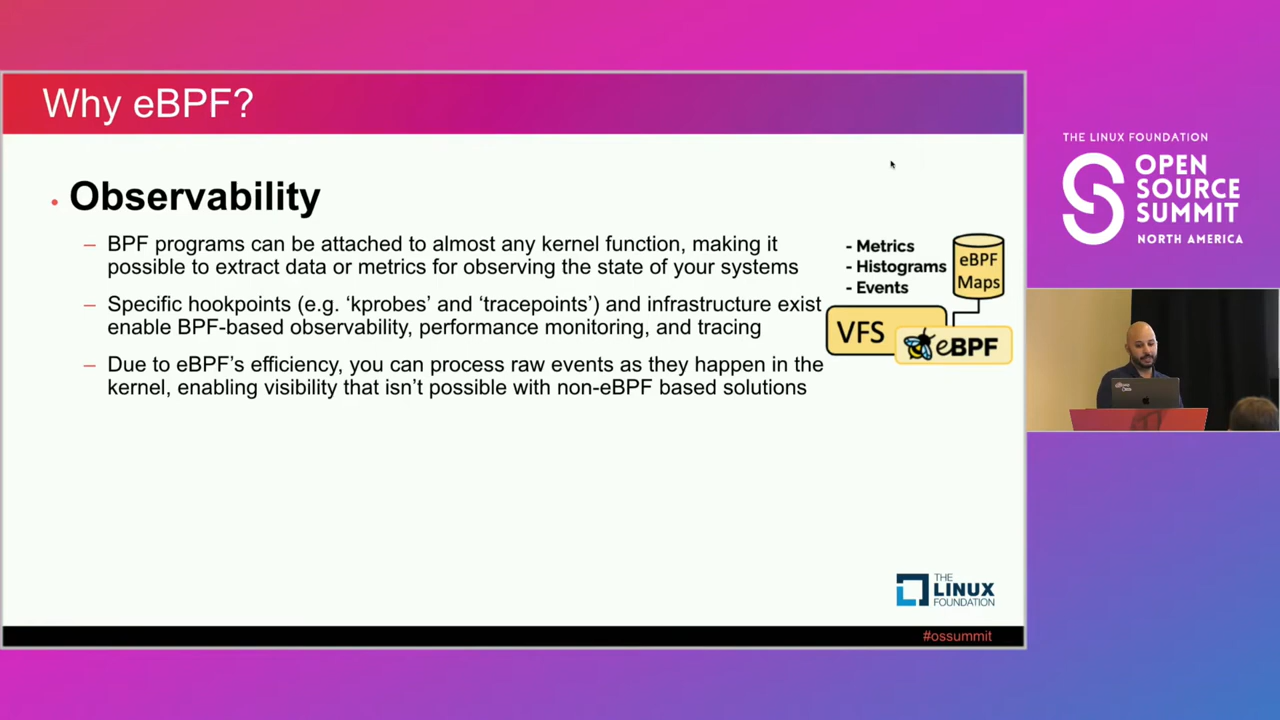 Why eBPF?
• Observability
– BPF programs can be attached to almost any kernel function, making it
possible to extract data or metrics for observing the state of your systems
– Specific hookpoints (e.g. ‘kprobes’ and ‘tracepoints’) and infrastructure exist
enable BPF-based observability, performance monitoring, and tracing
– Due to eBPF’s efficiency, you can process raw events as they happen in the
kernel, enabling visibility that isn’t possible with non-eBPF based solutions
- Metrics
- Histograms
- Events
eBPF
Maps
VFS
eBPF
THE
LINUX
FOUNDATION
#ossummit
THE LINUX FOUNDATION
OPEN
SOURCE
SUMMIT
NORTH AMERICA